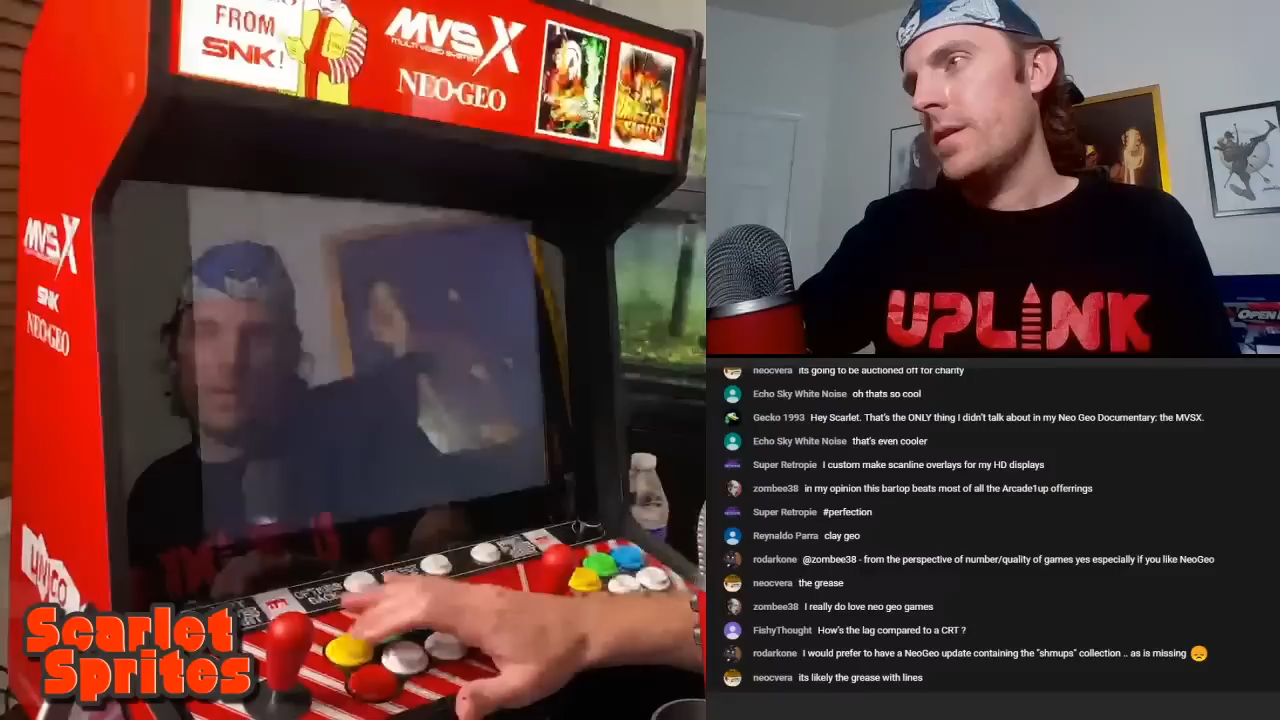 FROM
SNK!
MVSX
MULTI VIDEO SYSTEM
NEO·GEO
MVSX
SNK
NEO·GEO
UNICO
Scarlet
Sprites
UPLINK
OPEN
neocvera its going to be auctioned off for charity
Echo Sky White Noise oh thats so cool
Gecko 1993 Hey Scarlet. That's the ONLY thing I didn't talk about in my Neo Geo Documentary: the MVSX.
Echo Sky White Noise that's even cooler
Super Retropie I custom make scanline overlays for my HD displays
zombee38 in my opinion this bartop beats most of all the Arcade1up offerrings
Super Retropie #perfection
Reynaldo Parra clay geo
rodarkone @zombee38 - from the perspective of number/quality of games yes especially if you like NeoGeo
neocvera the grease
zombee38 I really do love neo geo games
FishyThought How's the lag compared to a CRT ?
rodarkone I would prefer to have a NeoGeo update containing the "shmups" collection .. as is missing 😞
neocvera its likely the grease with lines